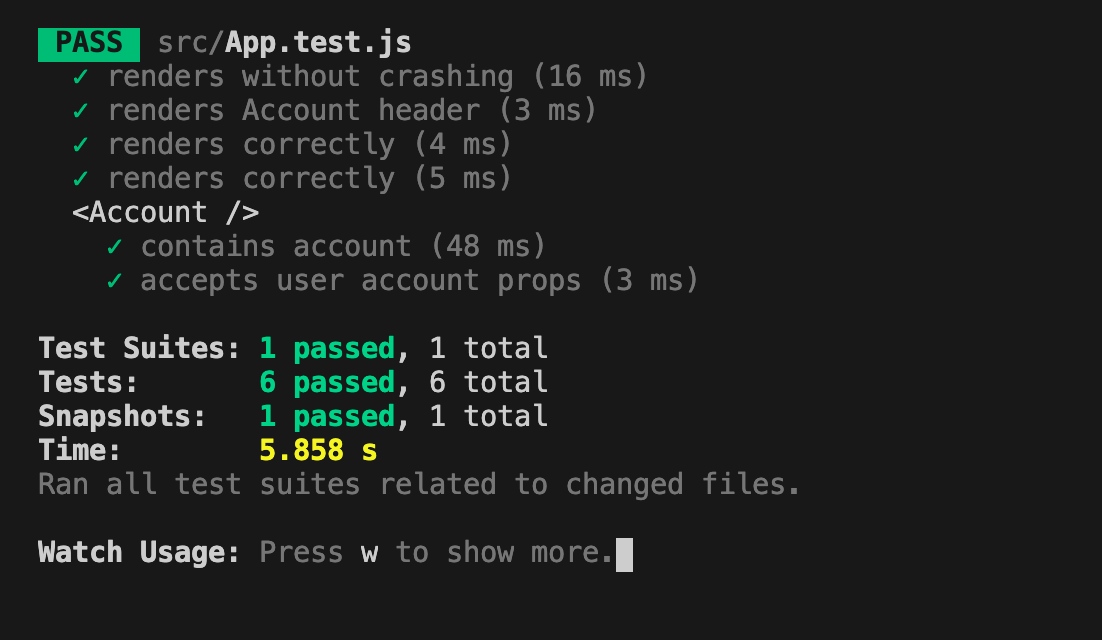 PASS src/App.test.js
✓ renders without crashing (16 ms)
✓ renders Account header (3 ms)
✓ renders correctly (4 ms)
✓ renders correctly (5 ms)
<Account />
✓ contains account (48 ms)
✓ accepts user account props (3 ms)
Test Suites: 1 passed, 1 total
Tests: 6 passed, 6 total
Snapshots: 1 passed, 1 total
Time: 5.858 s
Ran all test suites related to changed files.
Watch Usage: Press w to show more.